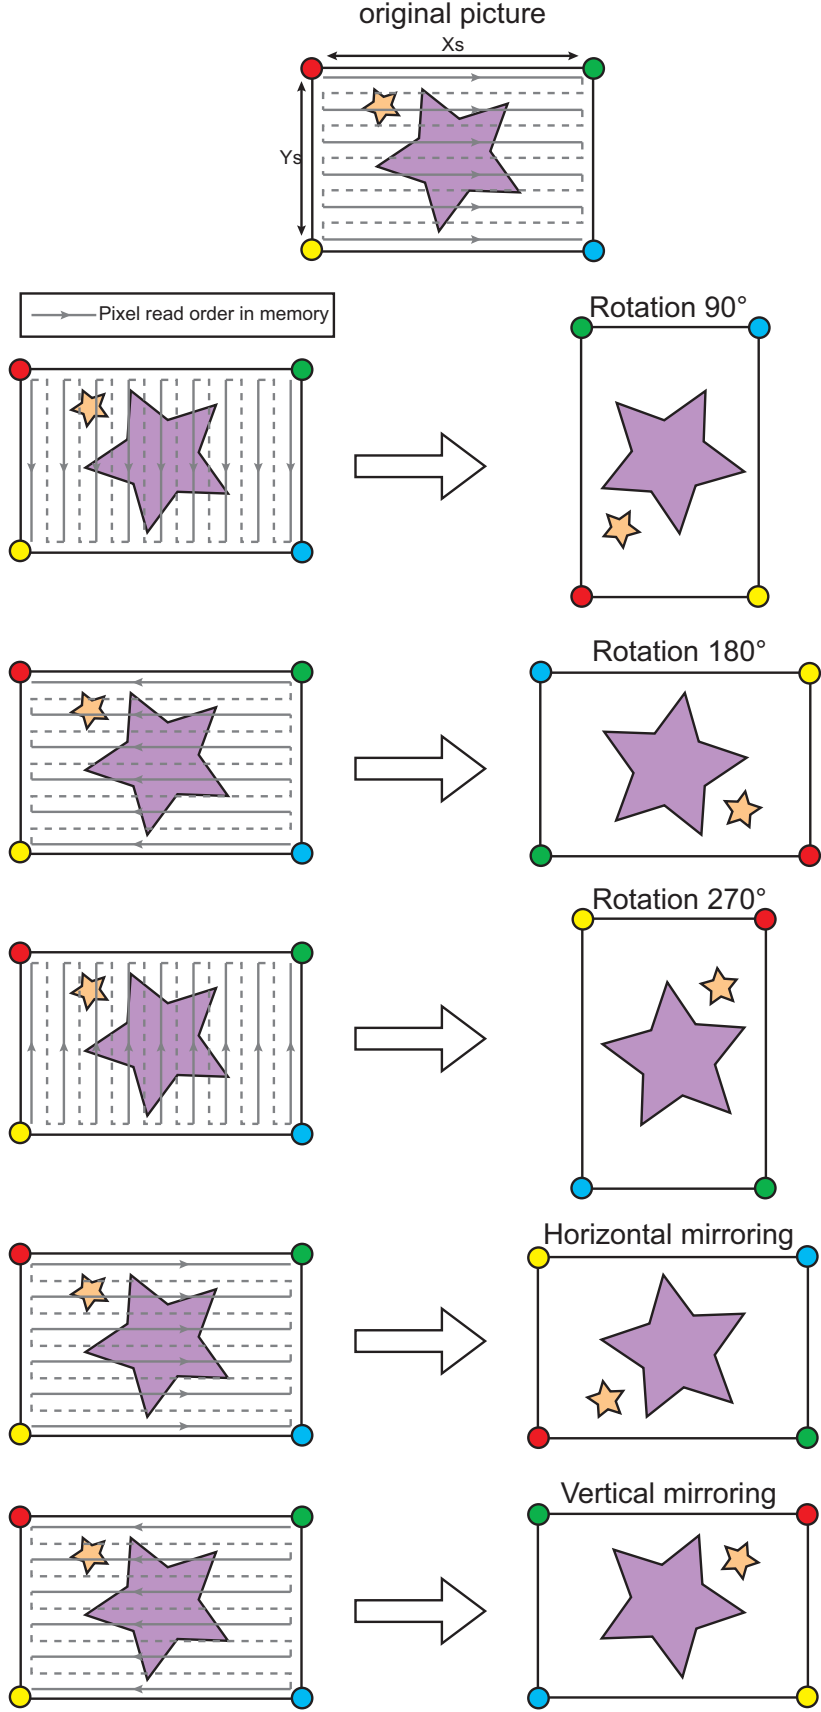 original picture
Xs
Ys
Pixel read order in memory
Rotation 90°
Rotation 180°
Rotation 270°
Horizontal mirroring
Vertical mirroring